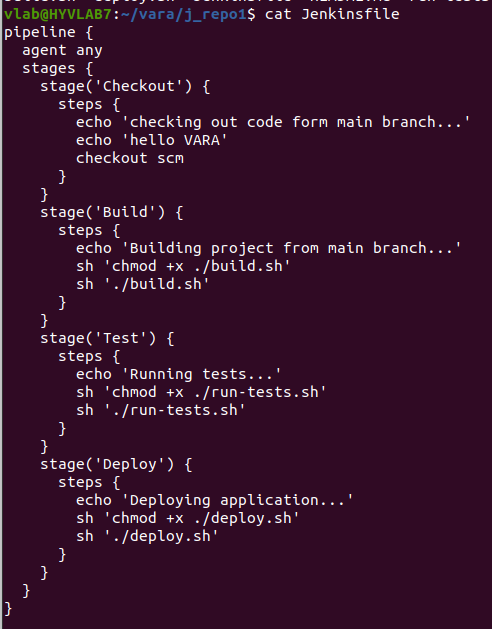 vlab@HYVLAB7:~/vara/j_repo1$ cat Jenkinsfile
pipeline {
  agent any
  stages {
    stage('Checkout') {
      steps {
        echo 'checking out code form main branch...'
        echo 'hello VARA'
        checkout scm
      }
    }
    stage('Build') {
      steps {
        echo 'Building project from main branch...'
        sh 'chmod +x ./build.sh'
        sh './build.sh'
      }
    }
    stage('Test') {
      steps {
        echo 'Running tests...'
        sh 'chmod +x ./run-tests.sh'
        sh './run-tests.sh'
      }
    }
    stage('Deploy') {
      steps {
        echo 'Deploying application...'
        sh 'chmod +x ./deploy.sh'
        sh './deploy.sh'
      }
    }
  }
}